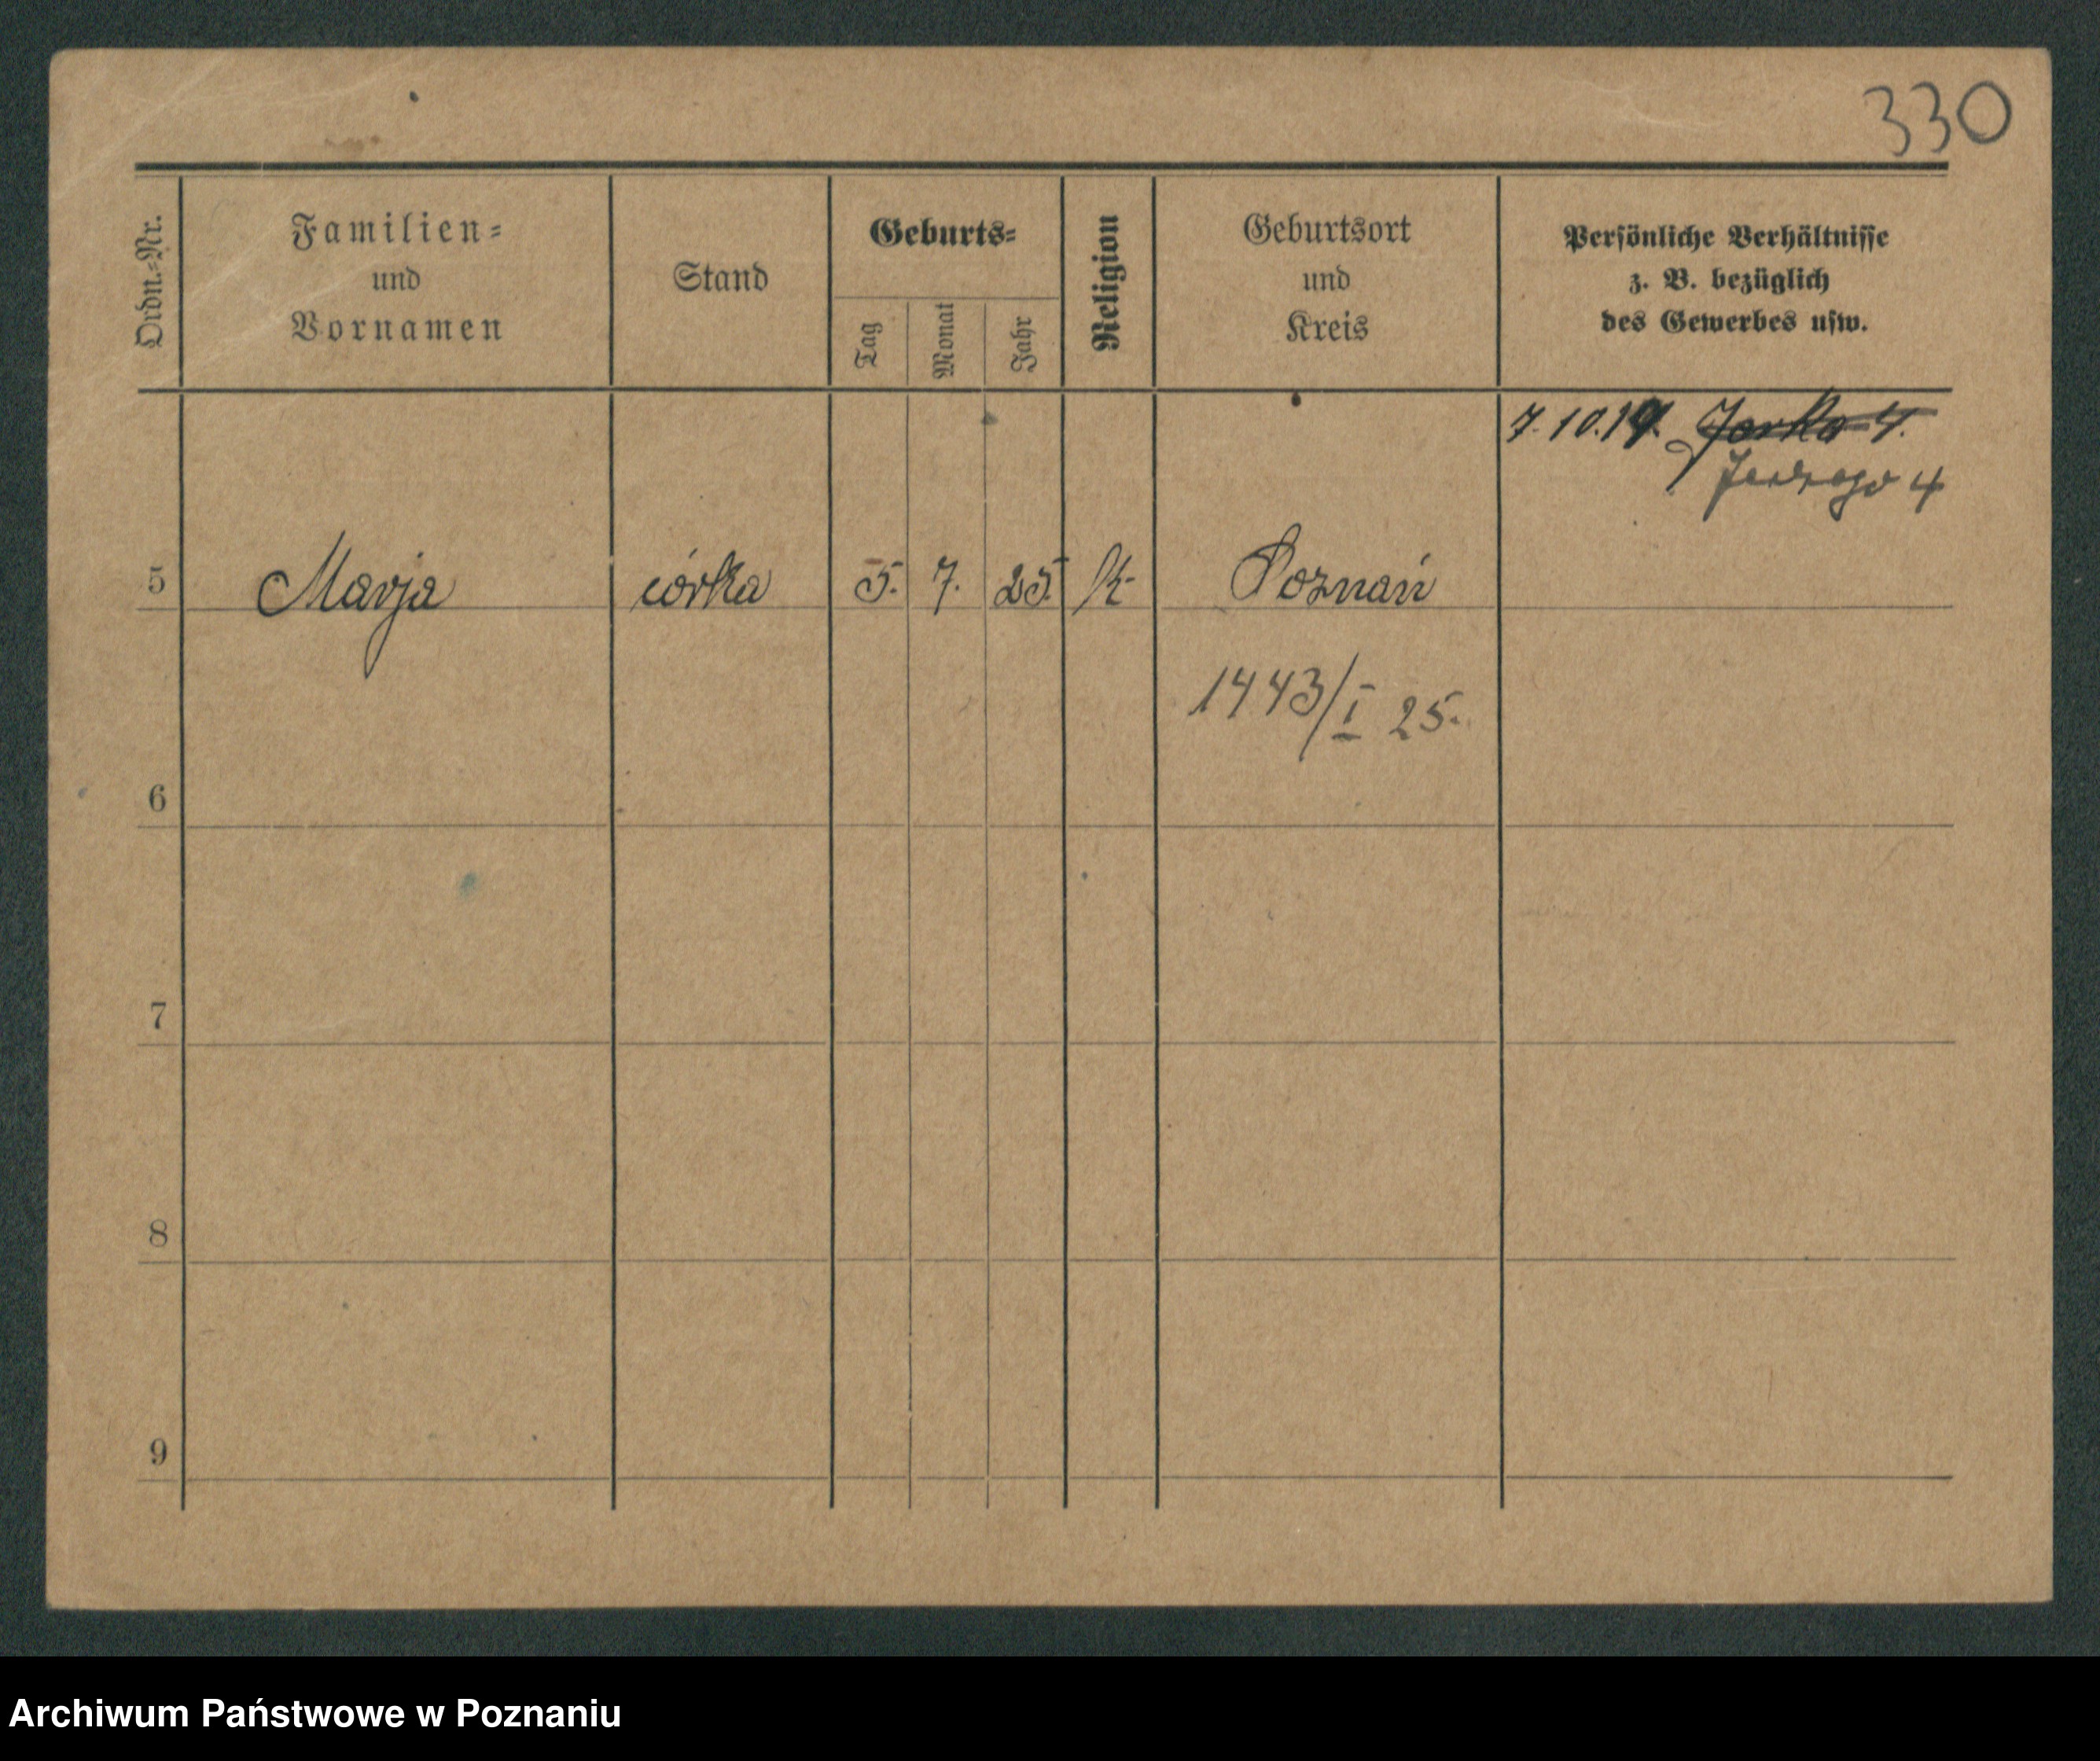 330
Ordn.-Nr.
Familien-
und
Vornamen
Stand
Geburts-
Tag
Monat
Jahr
Religion
Geburtsort
und
Kreis
Persönliche Verhältnisse
z. B. bezüglich
des Gewerbes usw.
7.10.19. 4.
4
5 Marja córka 5. 7. 25. K. Poznań
1443/I 25.
6
7
8
9
Archiwum Państwowe w Poznaniu